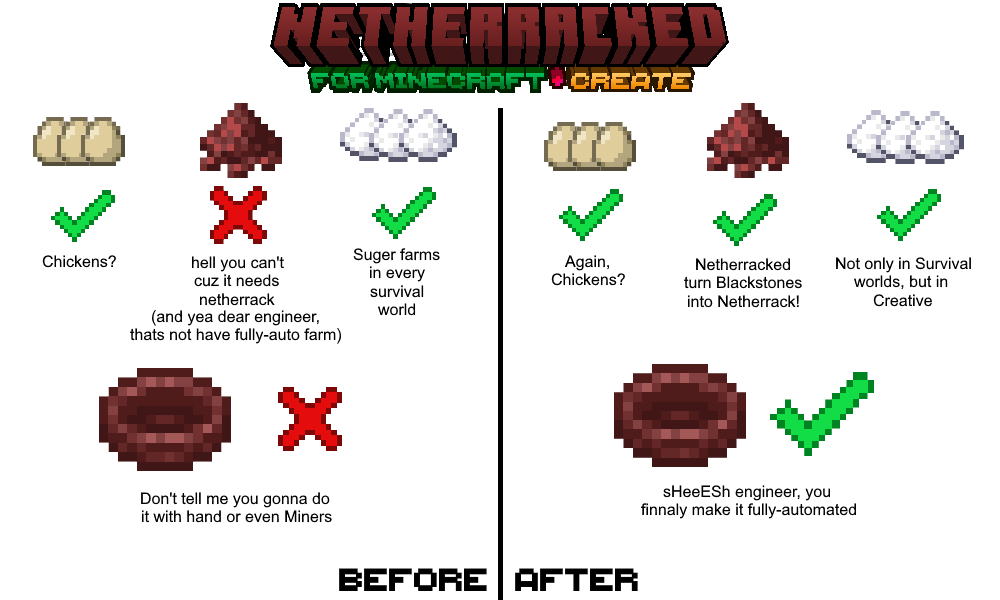 NETHERRACKED
FOR MINECRAFT + CREATE
Chickens?
hell you can't
cuz it needs
netherrack
(and yea dear engineer,
thats not have fully-auto farm)
Suger farms
in every
survival
world
Don't tell me you gonna do
it with hand or even Miners
BEFORE
Again,
Chickens?
Netherracked
turn Blackstones
into Netherrack!
Not only in Survival
worlds, but in
Creative
sHeeESh engineer, you
finnaly make it fully-automated
AFTER